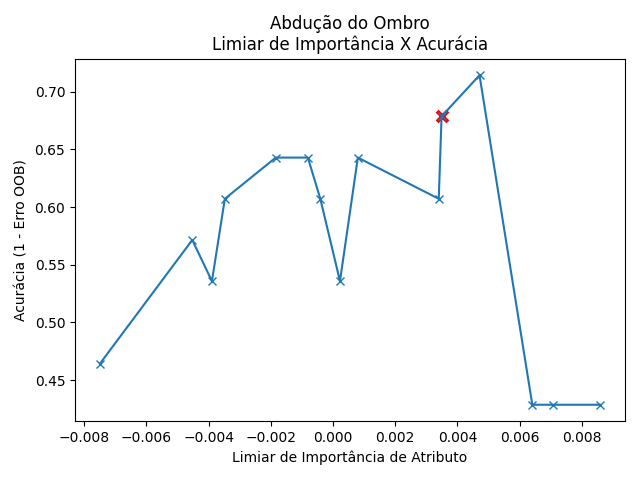 Abdução do Ombro
Limiar de Importância X Acurácia
Acurácia (1 - Erro OOB)
0.70
0.65
0.60
0.55
0.50
0.45
−0.008 −0.006 −0.004 −0.002 0.000 0.002 0.004 0.006 0.008
Limiar de Importância de Atributo